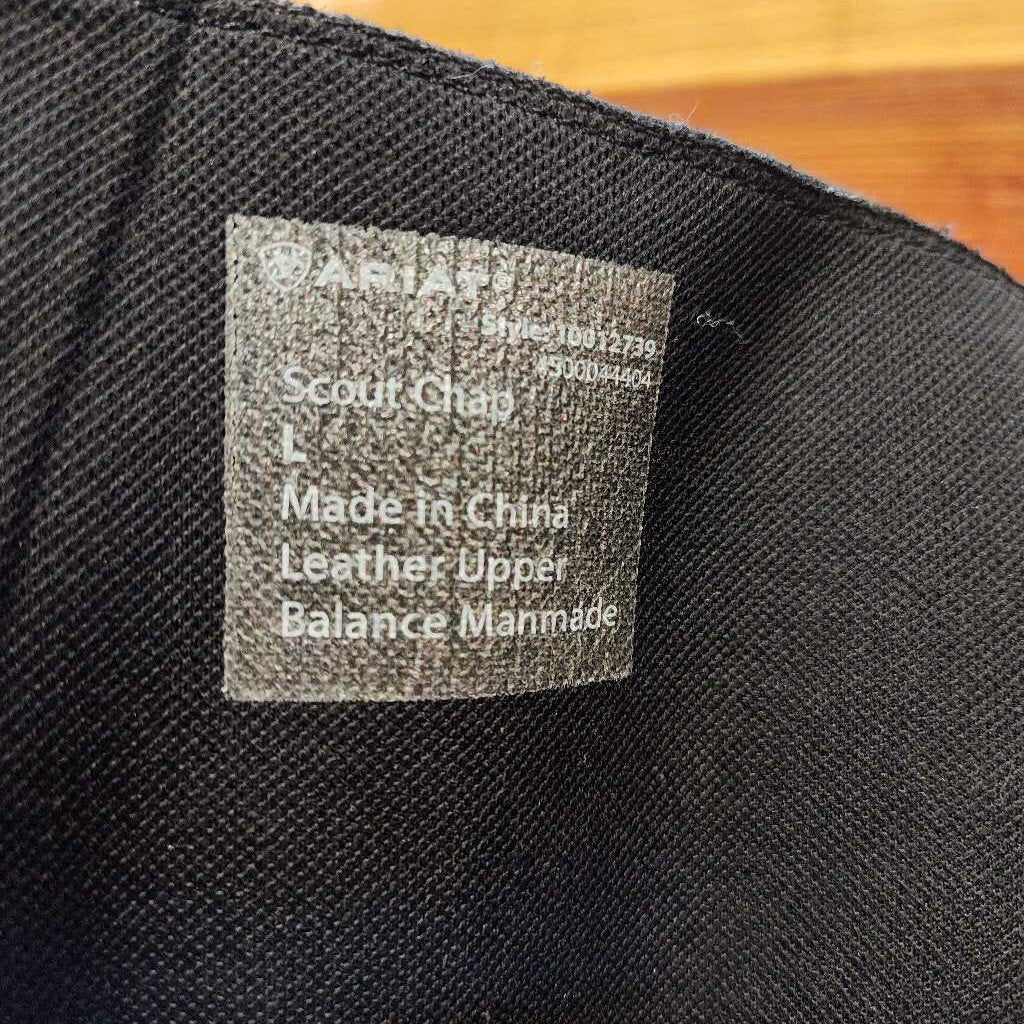 ARIAT®
Style: 10012739
4500044404
Scout Chap
L
Made in China
Leather Upper
Balance Manmade